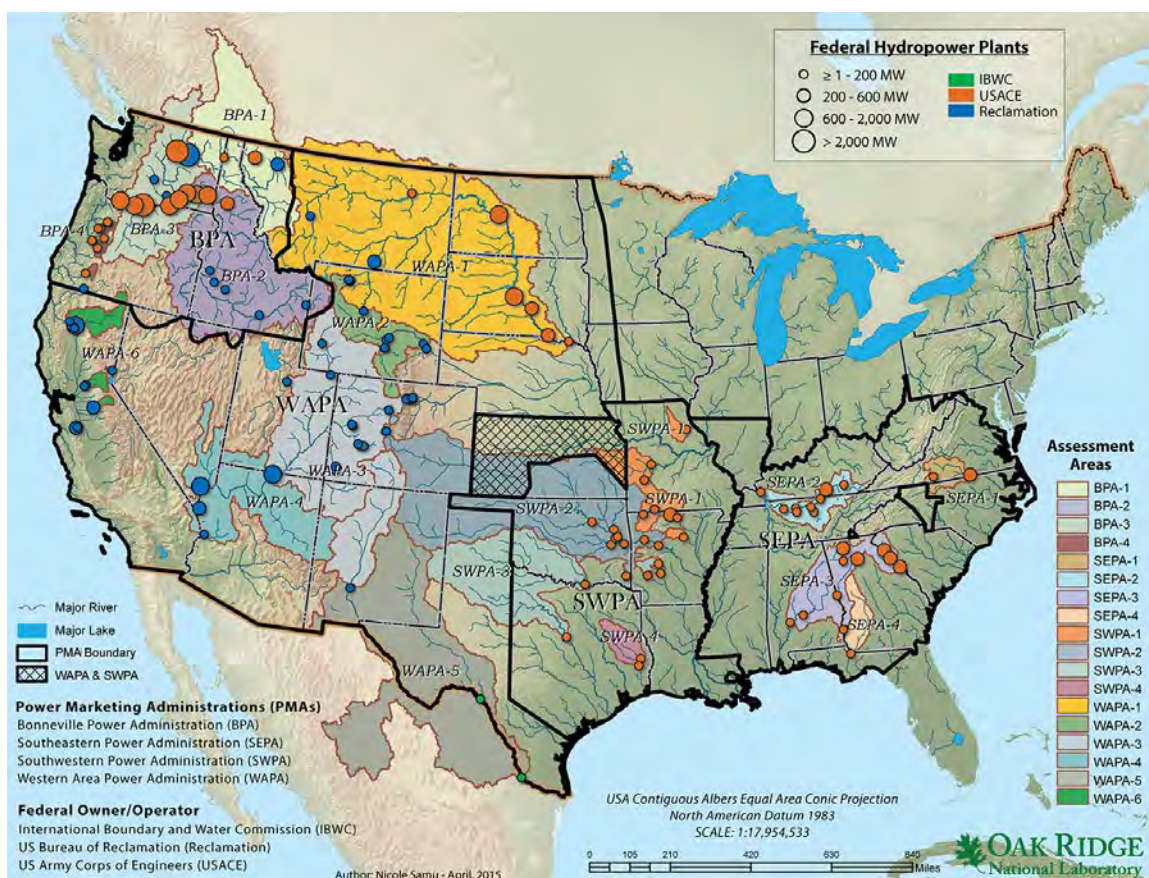 Federal Hydropower Plants
≥ 1 - 200 MW
200 - 600 MW
600 - 2,000 MW
> 2,000 MW
IBWC
USACE
Reclamation
BPA-1
BPA-4
BPA-3
BPA
BPA-2
WAPA-1
WAPA-2
WAPA-6
WAPA
WAPA-3
WAPA-4
WAPA-5
SWPA-1
SWPA-1
SWPA-2
SWPA-3
SWPA
SWPA-4
SEPA-2
SEPA-1
SEPA
SEPA-3
SEPA-4
Assessment
Areas
BPA-1
BPA-2
BPA-3
BPA-4
SEPA-1
SEPA-2
SEPA-3
SEPA-4
SWPA-1
SWPA-2
SWPA-3
SWPA-4
WAPA-1
WAPA-2
WAPA-3
WAPA-4
WAPA-5
WAPA-6
Major River
Major Lake
PMA Boundary
WAPA & SWPA
Power Marketing Administrations (PMAs)
Bonneville Power Administration (BPA)
Southeastern Power Administration (SEPA)
Southwestern Power Administration (SWPA)
Western Area Power Administration (WAPA)
Federal Owner/Operator
International Boundary and Water Commission (IBWC)
US Bureau of Reclamation (Reclamation)
US Army Corps of Engineers (USACE)
Author: Nicole Samu - April, 2015
USA Contiguous Albers Equal Area Conic Projection
North American Datum 1983
SCALE: 1:17,954,533
0 105 210 420 630 840
Miles
OAK RIDGE
National Laboratory